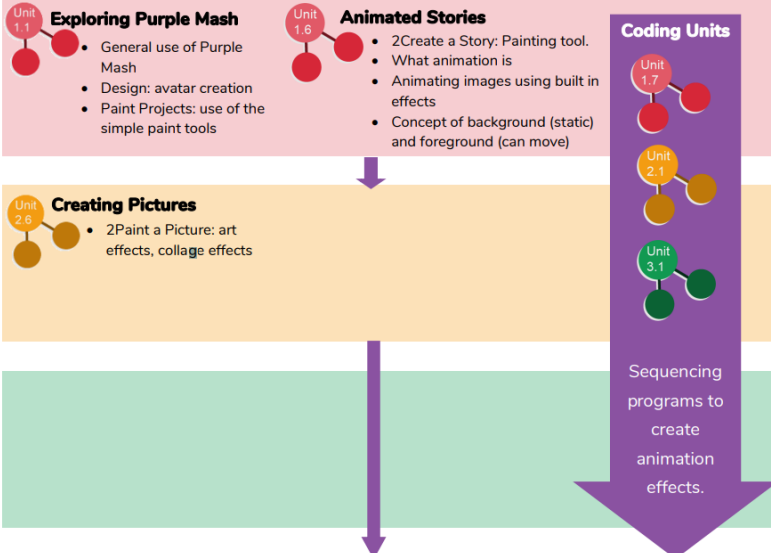 Unit
1.1
Exploring Purple Mash
• General use of Purple
Mash
• Design: avatar creation
• Paint Projects: use of the
simple paint tools
Unit
1.6
Animated Stories
• 2Create a Story: Painting tool.
• What animation is
• Animating images using built in
effects
• Concept of background (static)
and foreground (can move)
Coding Units
Unit
1.7
Unit
2.1
Unit
3.1
Sequencing
programs to
create
animation
effects.
Unit
2.6
Creating Pictures
• 2Paint a Picture: art
effects, collage effects